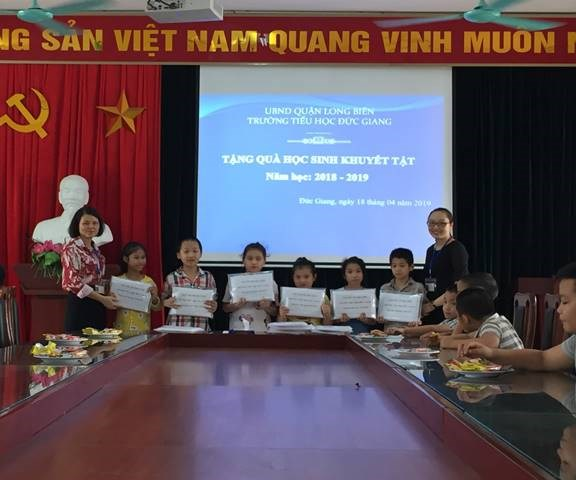 NG SẢN VIỆT NAM QUANG VINH MUÔN N
UBND QUẬN LONG BIÊN
TRƯỜNG TIỂU HỌC ĐỨC GIANG
TẶNG QUÀ HỌC SINH KHUYẾT TẬT
Năm học: 2018 - 2019
Đức Giang, ngày 18 tháng 04 năm 2019